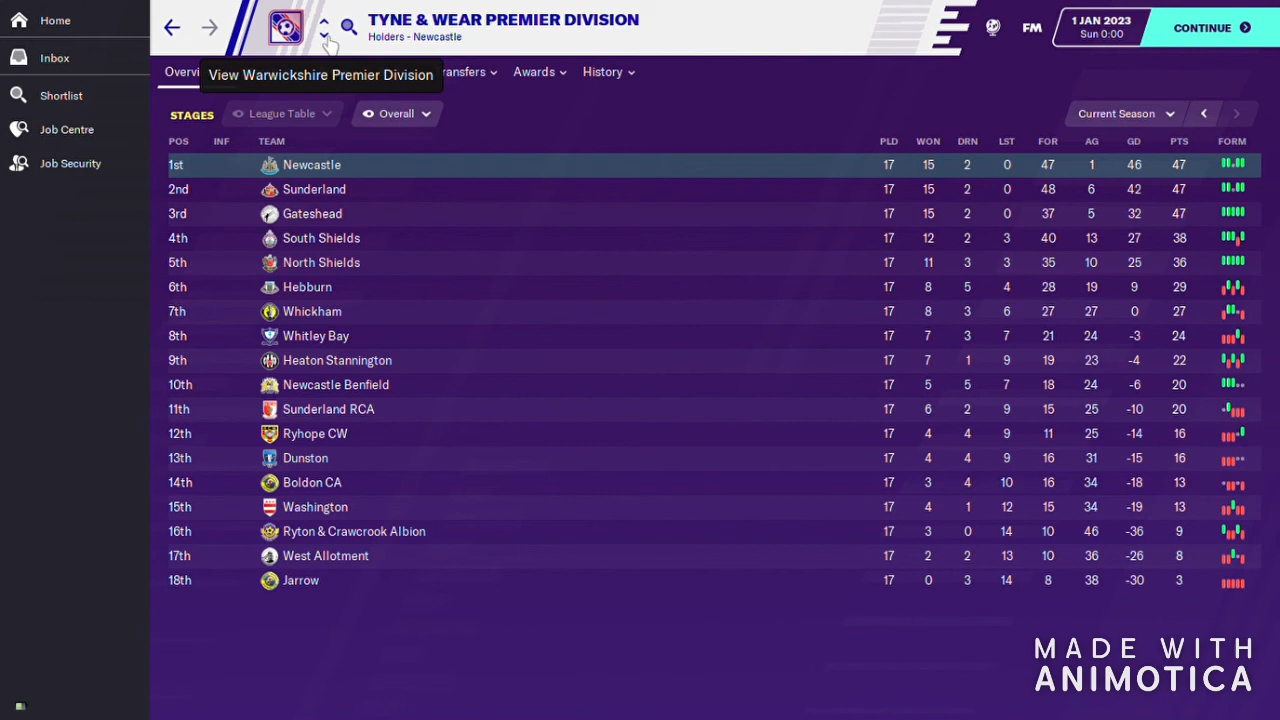 Home
Inbox
Shortlist
Job Centre
Job Security
TYNE & WEAR PREMIER DIVISION
Holders - Newcastle
FM
1 JAN 2023
Sun 0:00
CONTINUE
View Warwickshire Premier Division
Overvi
ransfers
Awards
History
STAGES
League Table
Overall
Current Season
POS INF TEAM PLD WON DRN LST FOR AG GD PTS FORM
1st Newcastle 17 15 2 0 47 1 46 47
2nd Sunderland 17 15 2 0 48 6 42 47
3rd Gateshead 17 15 2 0 37 5 32 47
4th South Shields 17 12 2 3 40 13 27 38
5th North Shields 17 11 3 3 35 10 25 36
6th Hebburn 17 8 5 4 28 19 9 29
7th Whickham 17 8 3 6 27 27 0 27
8th Whitley Bay 17 7 3 7 21 24 -3 24
9th Heaton Stannington 17 7 1 9 19 23 -4 22
10th Newcastle Benfield 17 5 5 7 18 24 -6 20
11th Sunderland RCA 17 6 2 9 15 25 -10 20
12th Ryhope CW 17 4 4 9 11 25 -14 16
13th Dunston 17 4 4 9 16 31 -15 16
14th Boldon CA 17 3 4 10 16 34 -18 13
15th Washington 17 4 1 12 15 34 -19 13
16th Ryton & Crawcrook Albion 17 3 0 14 10 46 -36 9
17th West Allotment 17 2 2 13 10 36 -26 8
18th Jarrow 17 0 3 14 8 38 -30 3
MADE WITH
ANIMOTICA